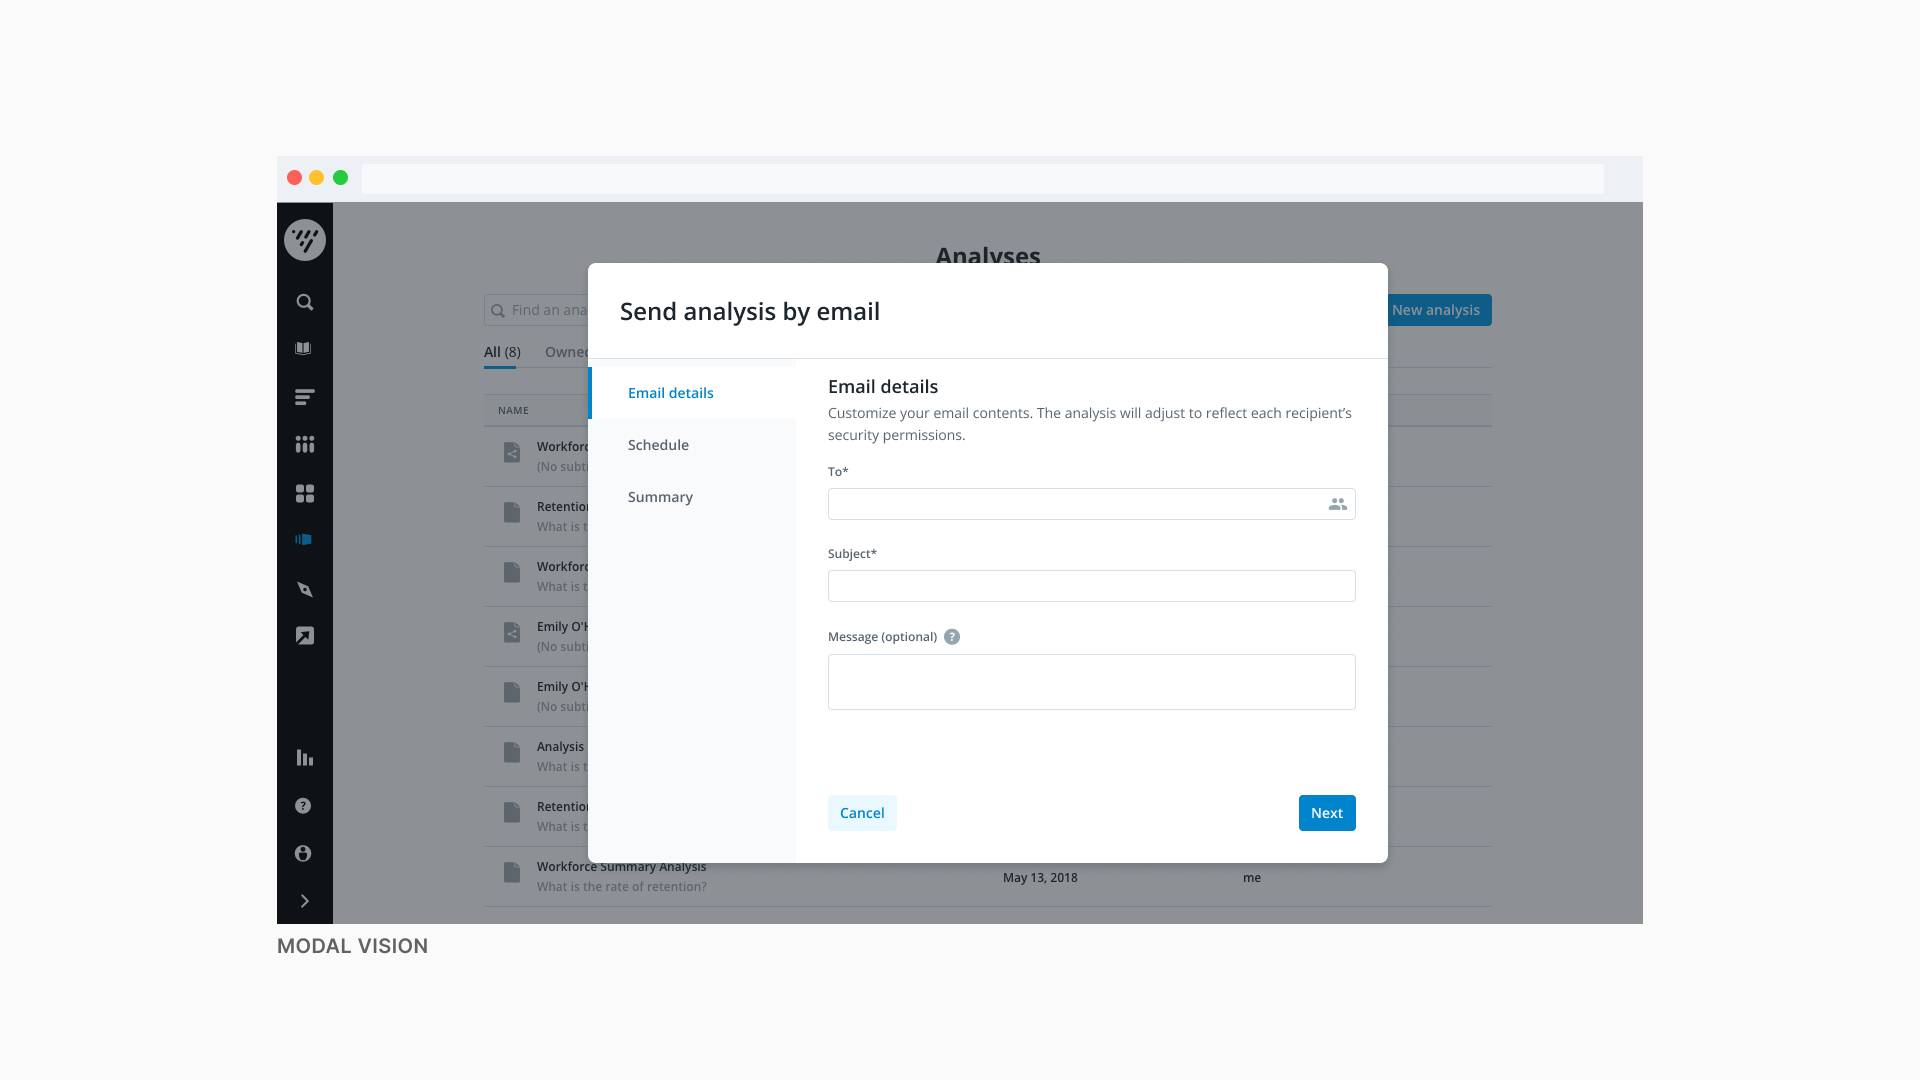 Analyses
Find an ana
New analysis
All (8) Owned
NAME
Workforc
(No subti
Retention
What is t
Workforc
What is t
Emily O'H
(No subti
Emily O'H
(No subti
Analysis
What is t
Retention
What is t
Workforce Summary Analysis
What is the rate of retention?
May 13, 2018
me
Send analysis by email
Email details
Schedule
Summary
Email details
Customize your email contents. The analysis will adjust to reflect each recipient’s
security permissions.
To*
Subject*
Message (optional) ?
Cancel
Next
MODAL VISION